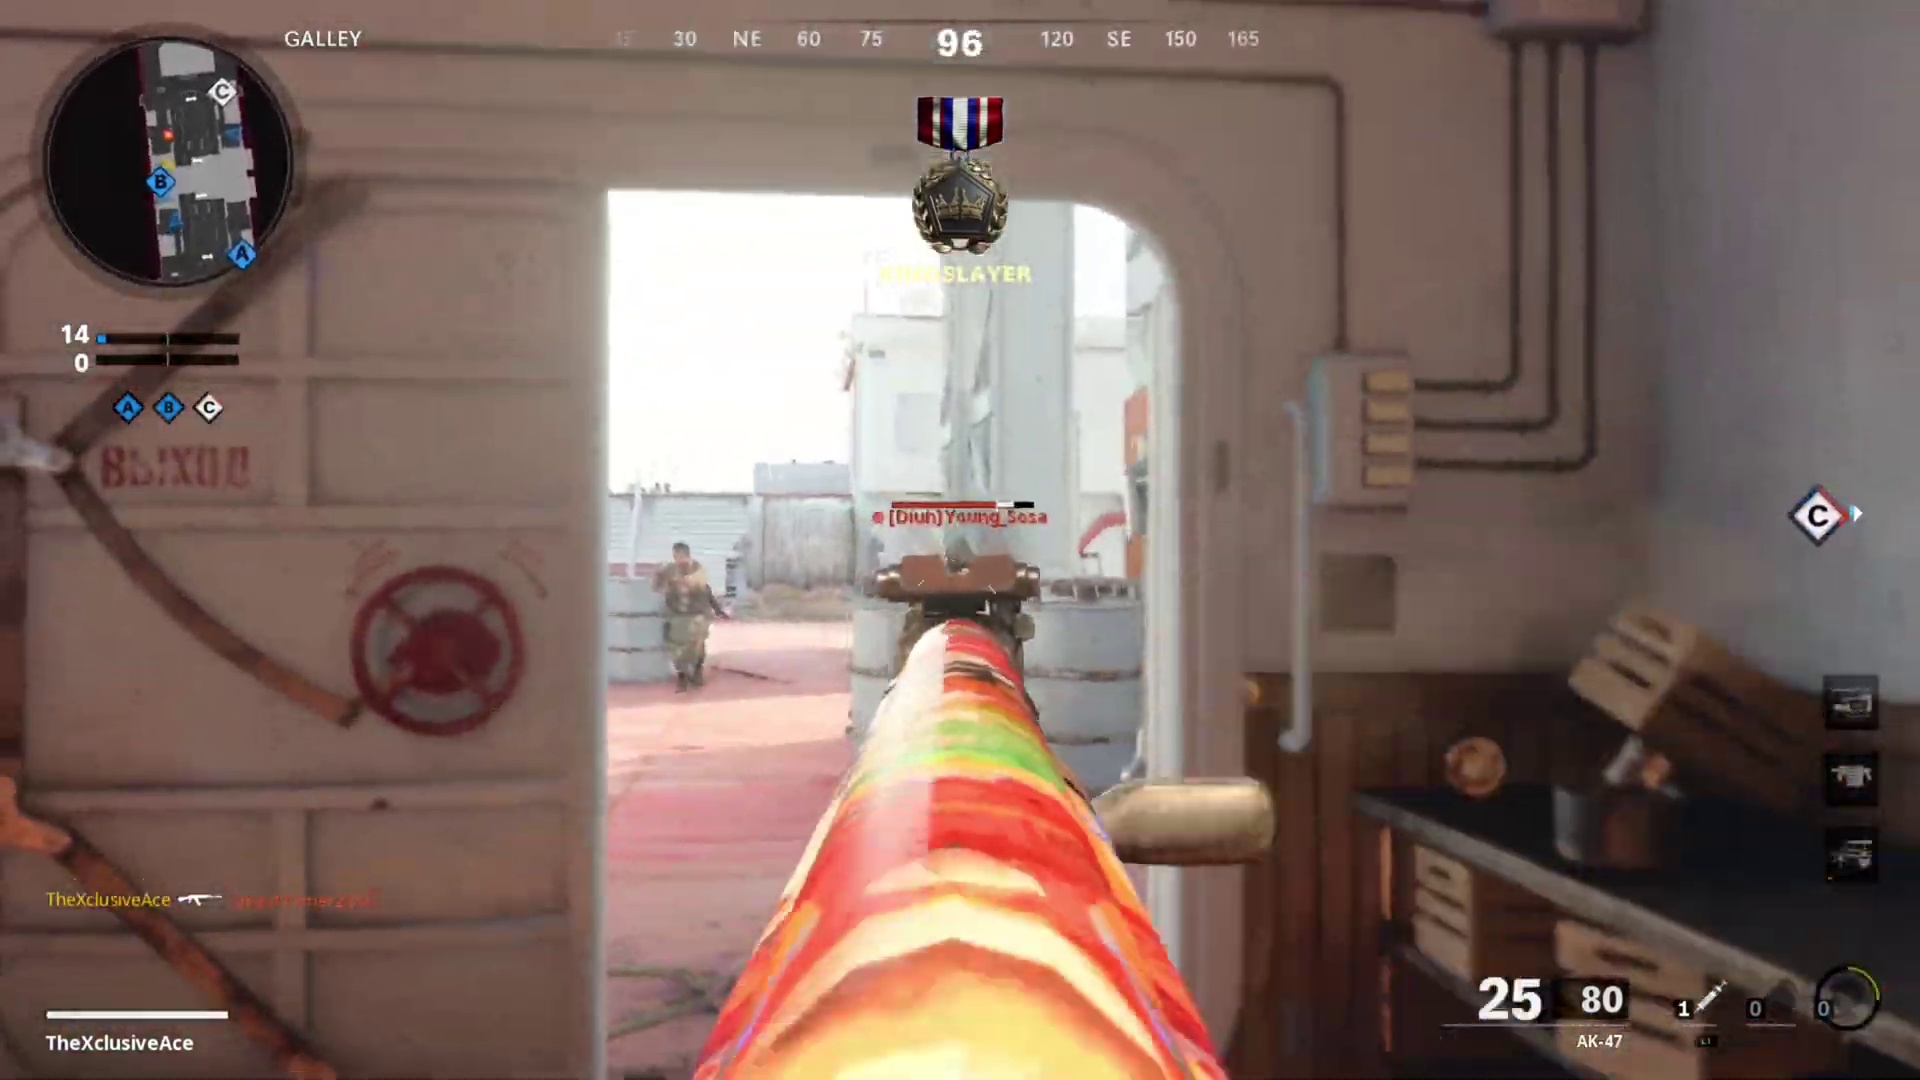 GALLEY
30 NE 60 75 96 120 SE 150 165
C
B
A
KINGSLAYER
14
0
A B C
ВЫХОД
[Diuh]Young_Sosa
C
TheXclusiveAce
TheXclusiveAce
25 80 1 0 0
AK-47